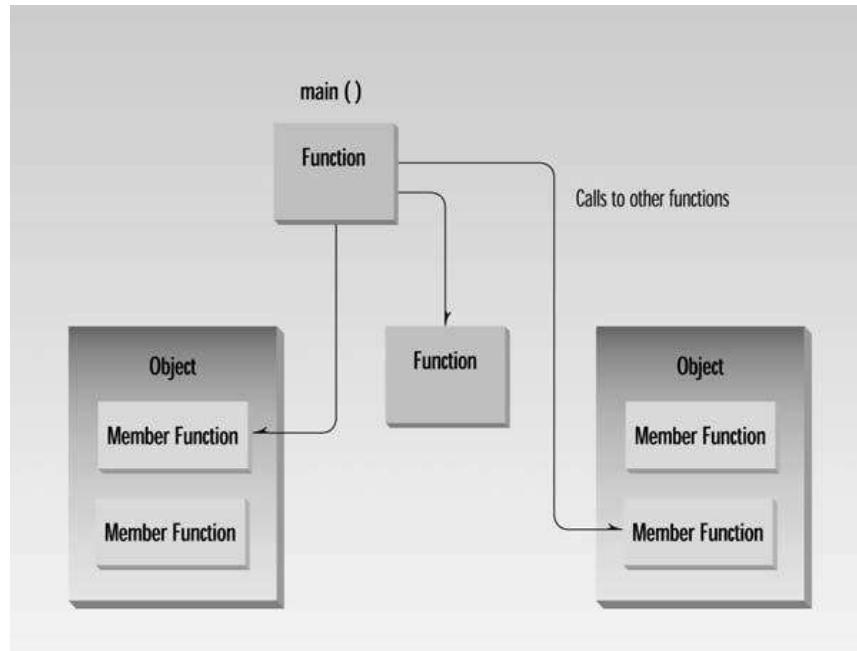 main ( )
Function
Calls to other functions
Object
Member Function
Member Function
Function
Object
Member Function
Member Function